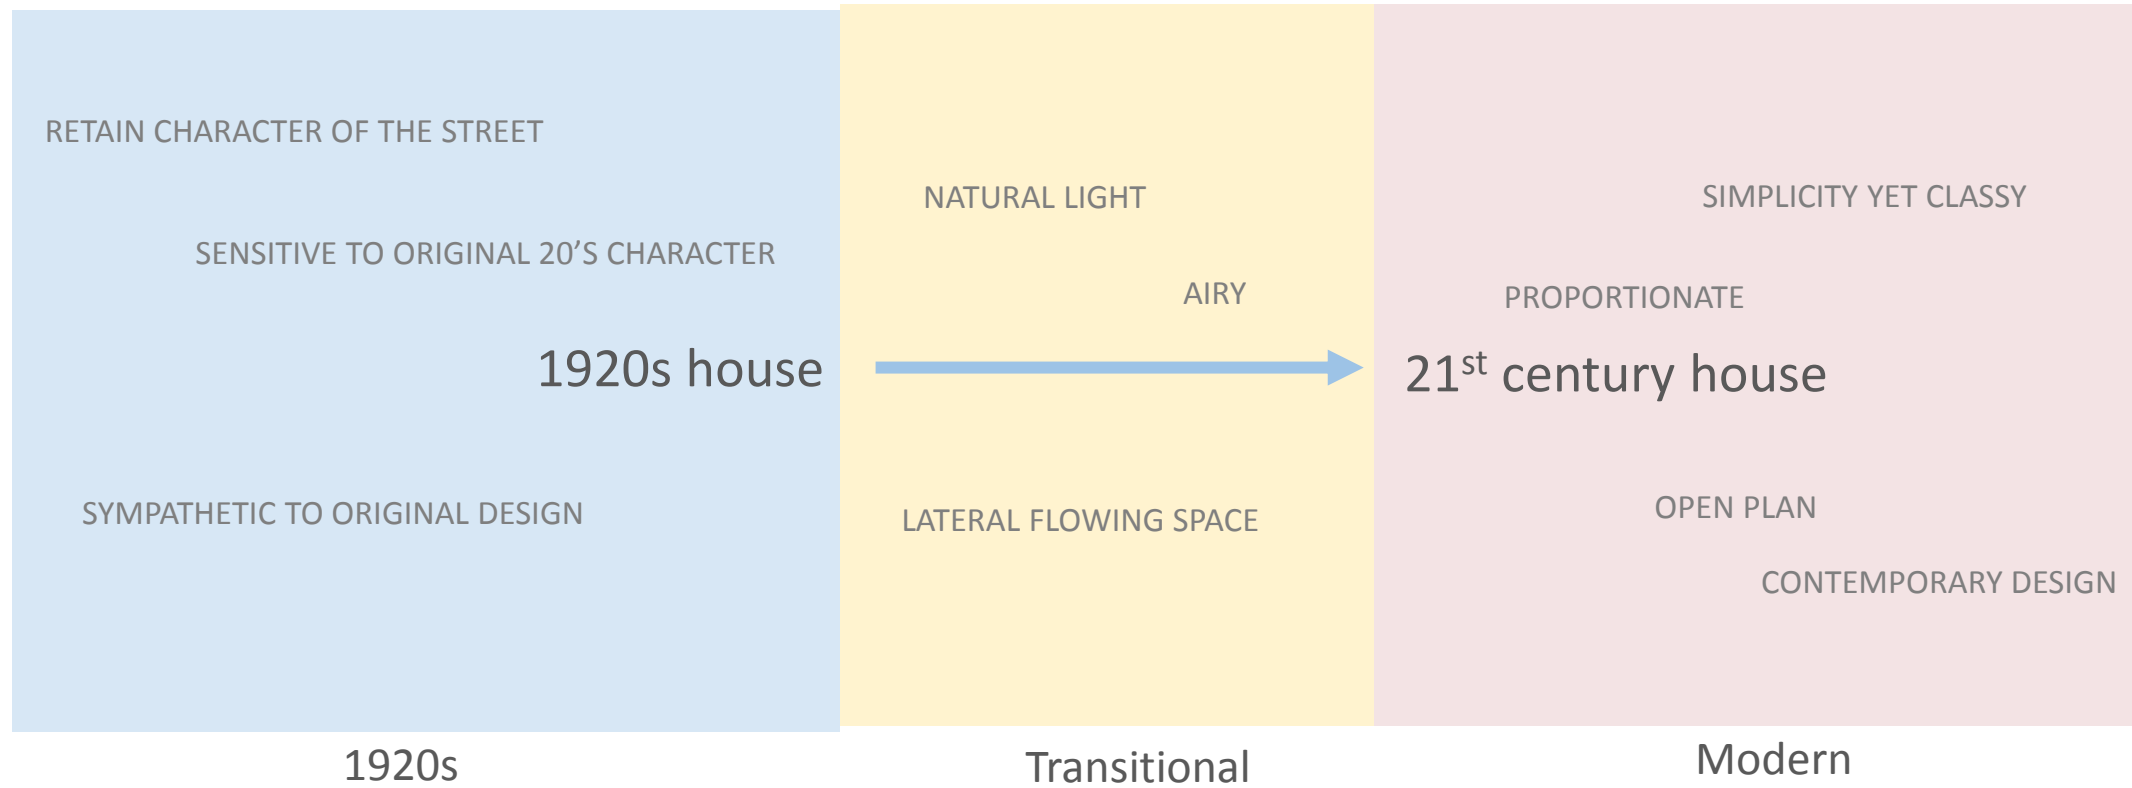 RETAIN CHARACTER OF THE STREET
SENSITIVE TO ORIGINAL 20’S CHARACTER
1920s house
SYMPATHETIC TO ORIGINAL DESIGN
1920s
NATURAL LIGHT
AIRY
LATERAL FLOWING SPACE
Transitional
SIMPLICITY YET CLASSY
PROPORTIONATE
21st century house
OPEN PLAN
CONTEMPORARY DESIGN
Modern